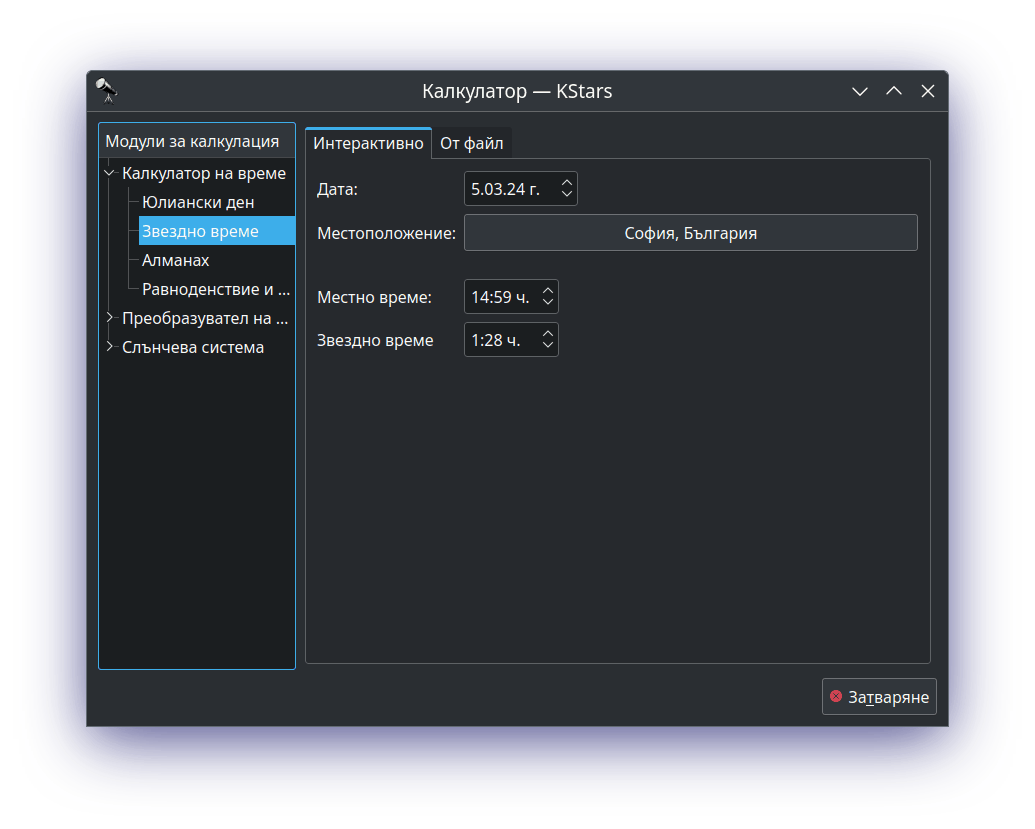 Калкулатор — KStars
Модули за калкулация
Калкулатор на време
Юлиански ден
Звездно време
Алманах
Равноденствие и ...
Преобразувател на ...
Слънчева система
Интерактивно
От файл
Дата:
5.03.24 г.
Местоположение:
София, България
Местно време:
14:59 ч.
Звездно време
1:28 ч.
Затваряне